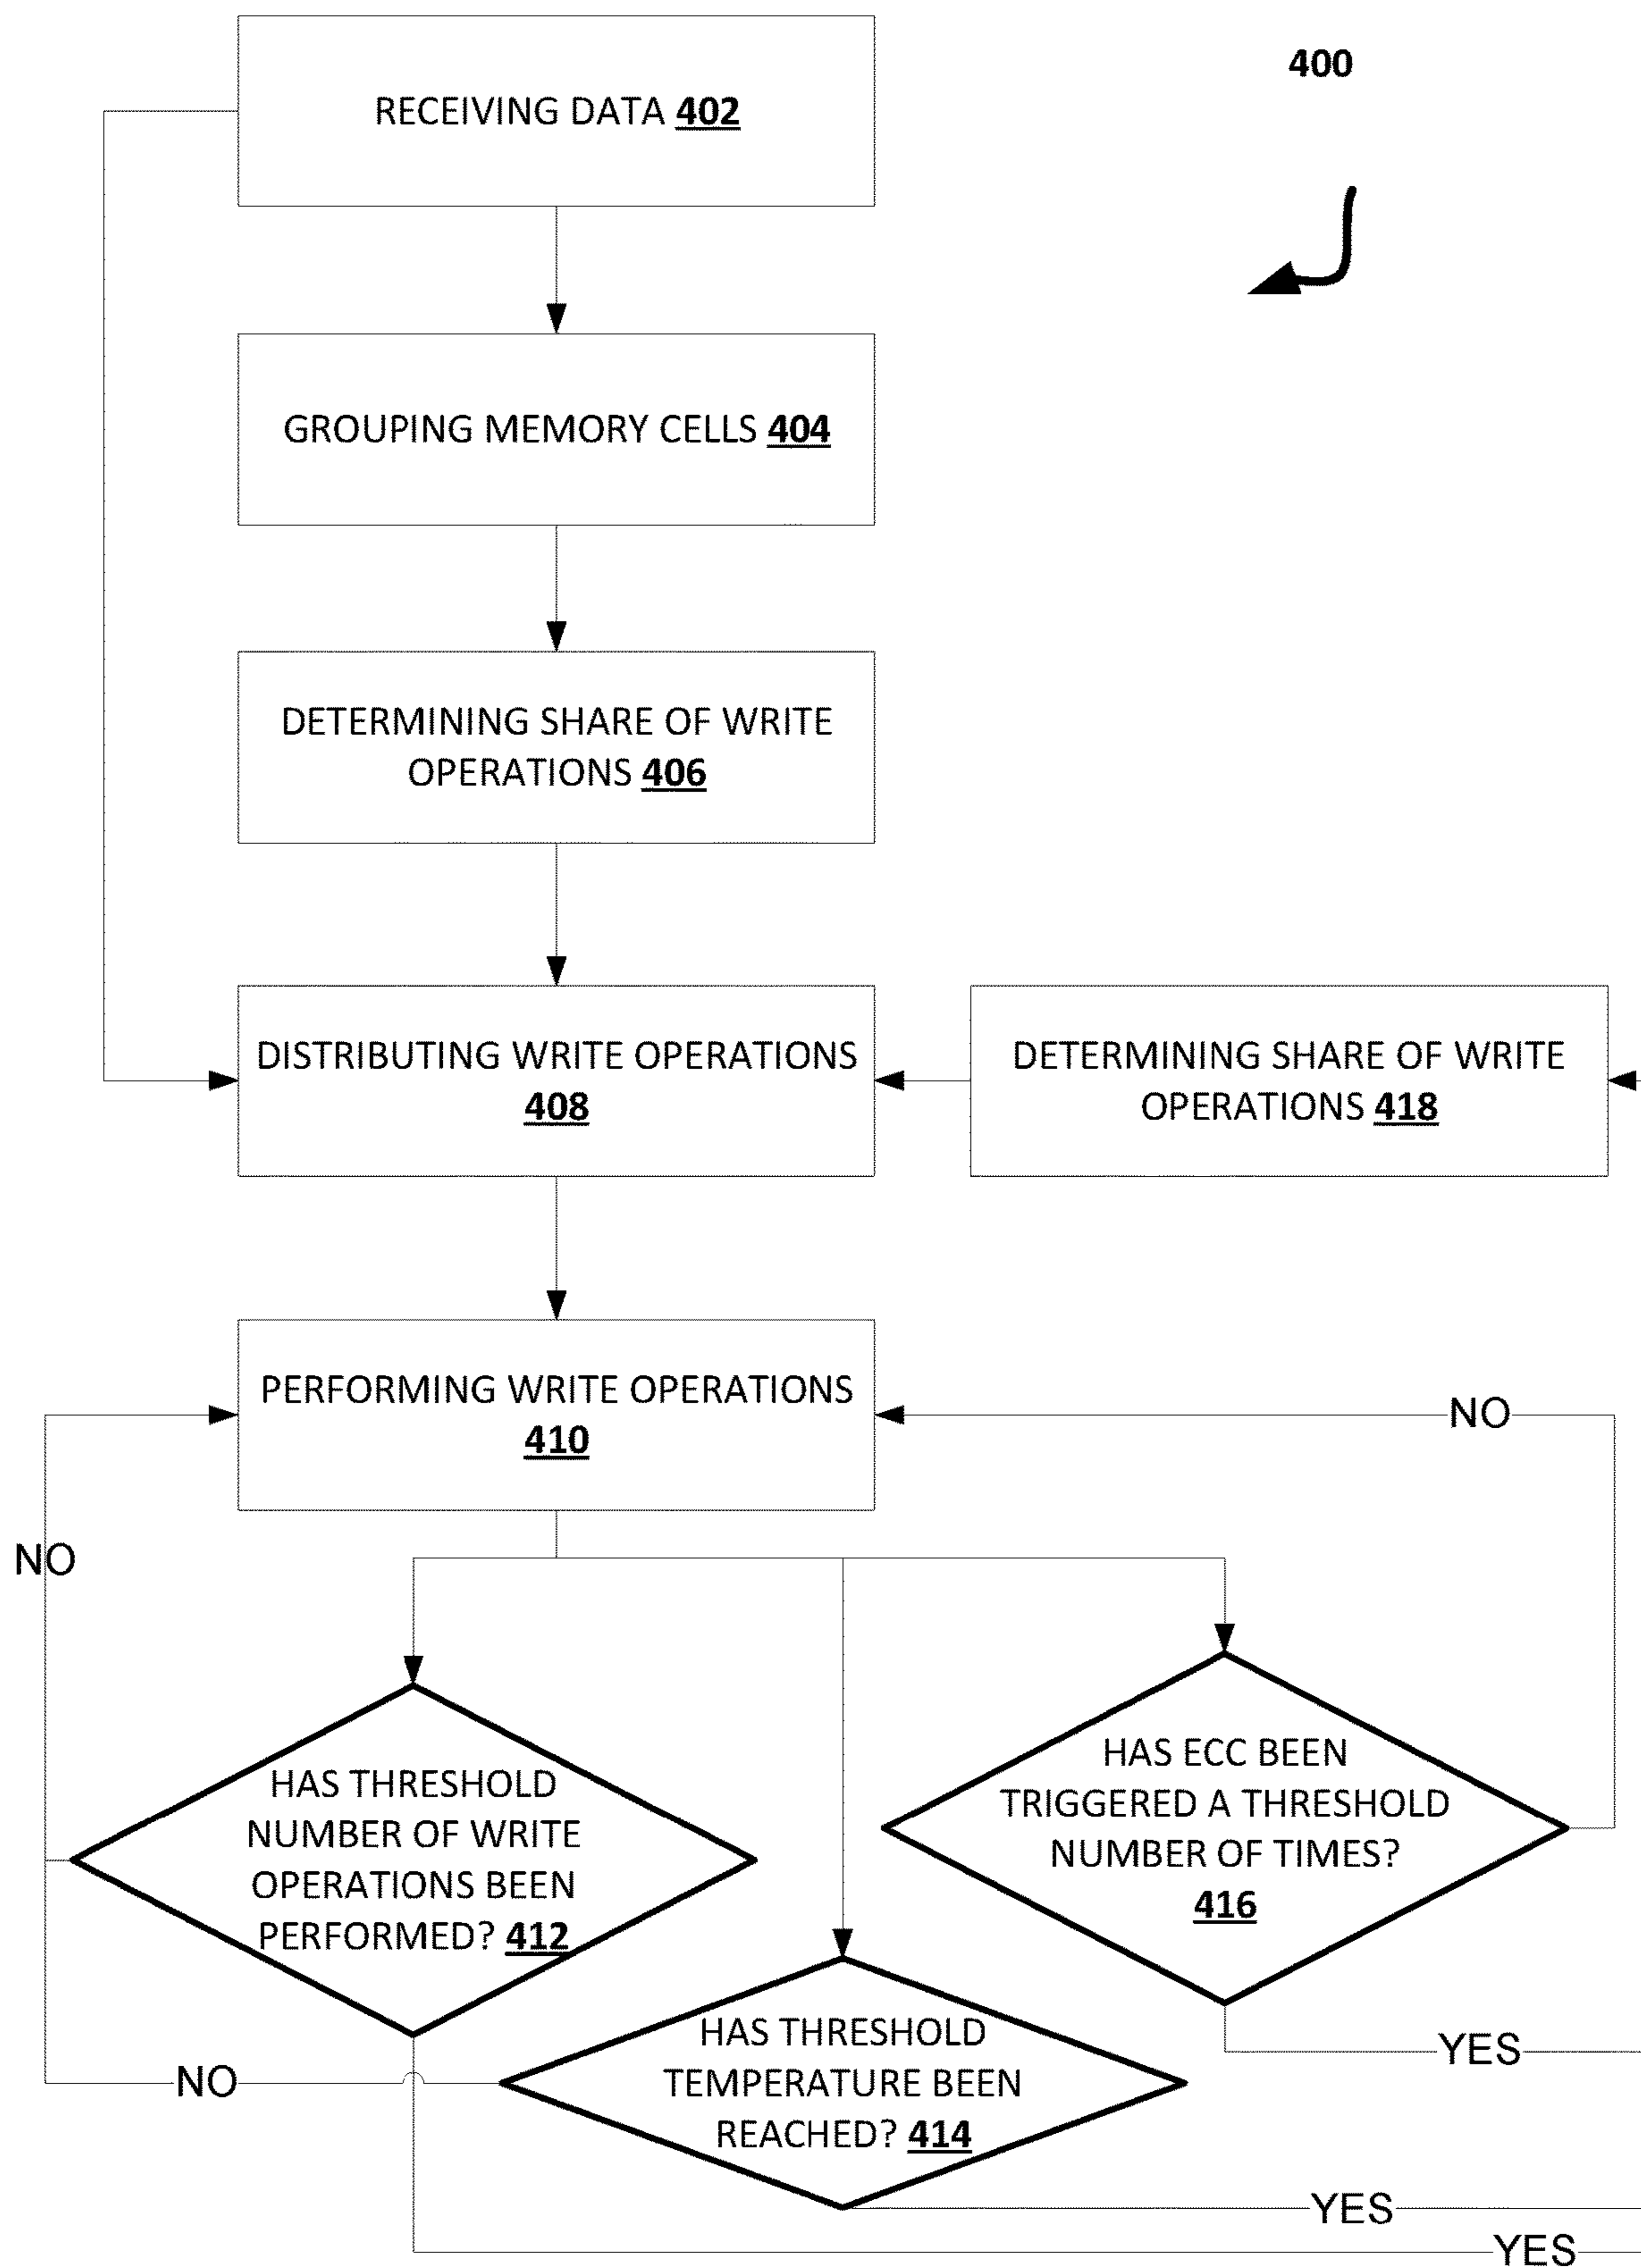 400
RECEIVING DATA 402
GROUPING MEMORY CELLS 404
DETERMINING SHARE OF WRITE
OPERATIONS 406
DISTRIBUTING WRITE OPERATIONS
408
DETERMINING SHARE OF WRITE
OPERATIONS 418
PERFORMING WRITE OPERATIONS
410
NO
NO
HAS THRESHOLD
NUMBER OF WRITE
OPERATIONS BEEN
PERFORMED? 412
HAS ECC BEEN
TRIGGERED A THRESHOLD
NUMBER OF TIMES?
416
HAS THRESHOLD
TEMPERATURE BEEN
REACHED? 414
NO
YES
YES
YES